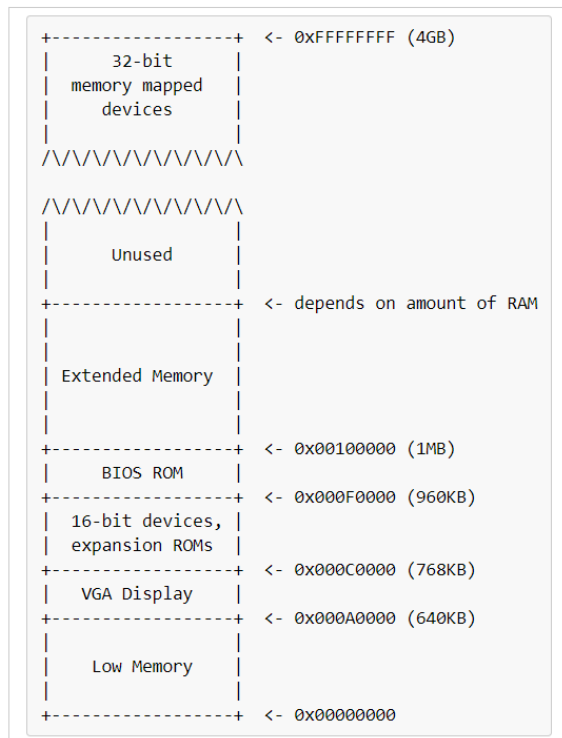 +------------------+  <- 0xFFFFFFFF (4GB)
|      32-bit      |
|  memory mapped   |
|     devices      |
|                  |
/\/\/\/\/\/\/\/\/\/\
/\/\/\/\/\/\/\/\/\/\
|                  |
|      Unused      |
|                  |
+------------------+  <- depends on amount of RAM
|                  |
|                  |
| Extended Memory  |
|                  |
|                  |
+------------------+  <- 0x00100000 (1MB)
|     BIOS ROM     |
+------------------+  <- 0x000F0000 (960KB)
|  16-bit devices, |
|  expansion ROMs  |
+------------------+  <- 0x000C0000 (768KB)
|   VGA Display    |
+------------------+  <- 0x000A0000 (640KB)
|                  |
|    Low Memory    |
|                  |
+------------------+  <- 0x00000000